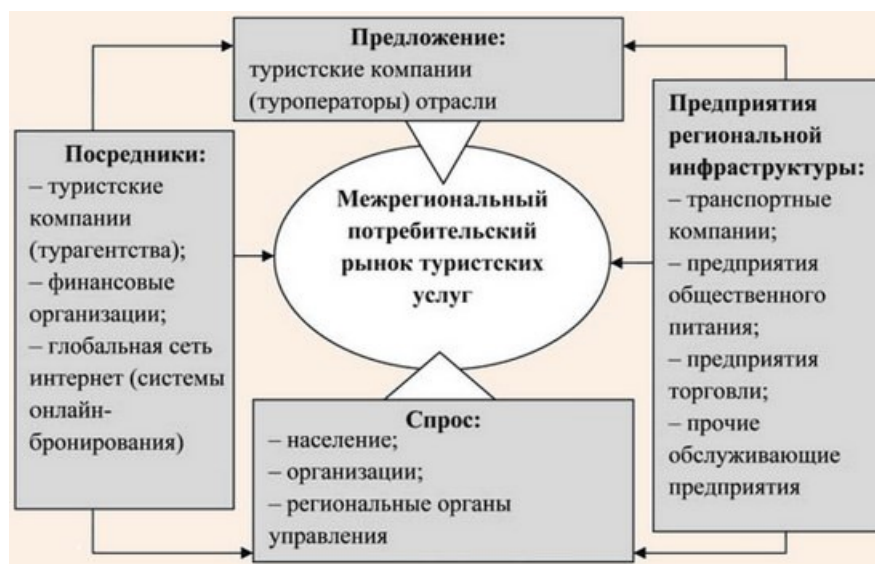 Предложение:
туристские компании
(туроператоры) отрасли
Посредники:
– туристские
компании
(турагентства);
– финансовые
организации;
– глобальная сеть
интернет (системы
онлайн-
бронирования)
Межрегиональный
потребительский
рынок туристских
услуг
Предприятия
региональной
инфраструктуры:
– транспортные
компании;
– предприятия
общественного
питания;
– предприятия
торговли;
– прочие
обслуживающие
предприятия
Спрос:
– население;
– организации;
– региональные органы
управления